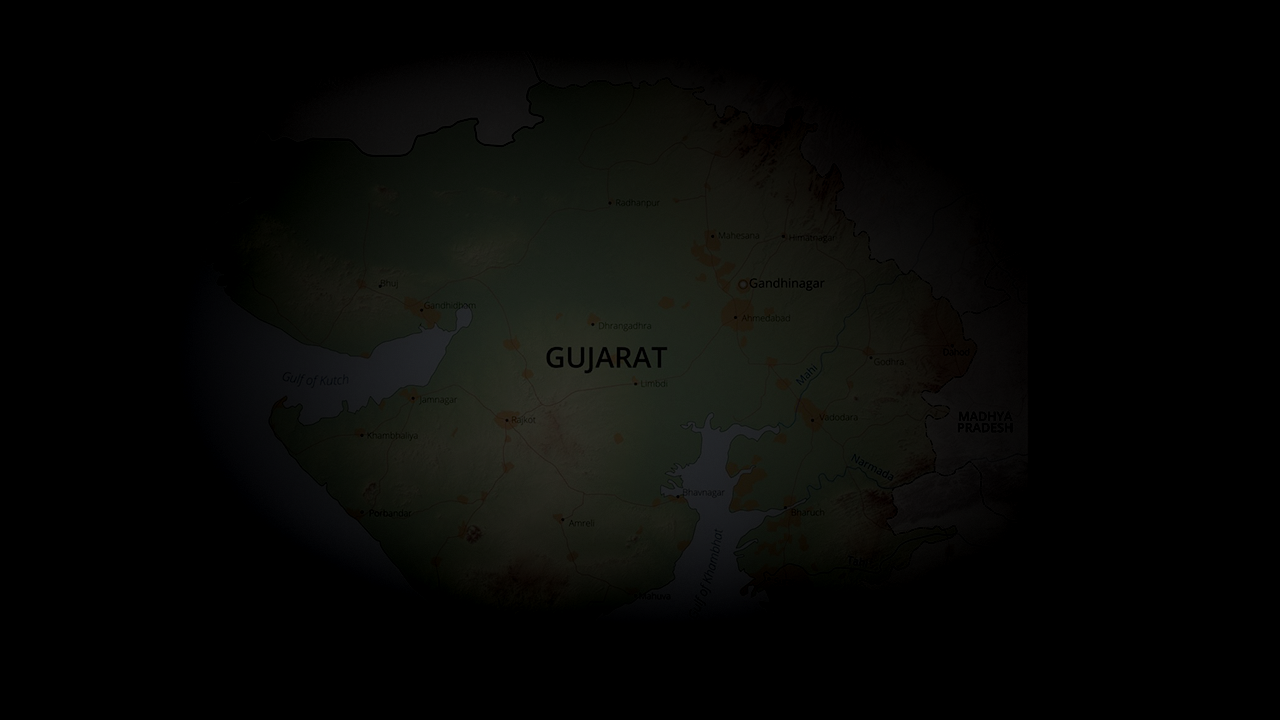 Radhanpur
Mahesana
Himatnagar
Bhuj
Gandhidham
Gandhinagar
Ahmedabad
Dhrangadhra
GUJARAT
Dahod
Godhra
Gulf of Kutch
Limbdi
Mahi
Jamnagar
Rajkot
Vadodara
MADHYA
PRADESH
Khambhaliya
Narmada
Bhavnagar
Porbandar
Amreli
Bharuch
of Khambhat
Mahuva